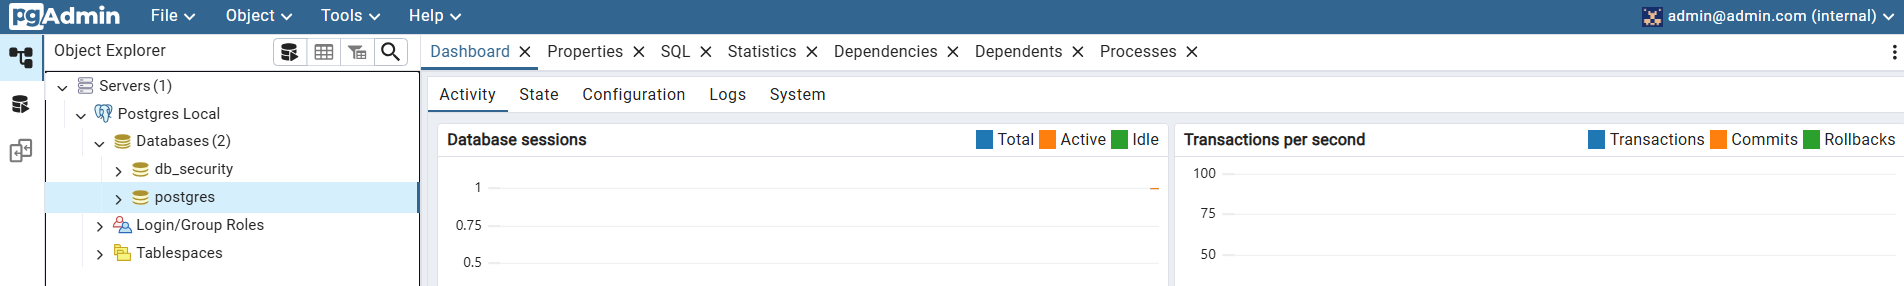 pgAdmin File Object Tools Help admin@admin.com (internal)
Object Explorer
Dashboard Properties SQL Statistics Dependencies Dependents Processes
Servers (1)
Postgres Local
Databases (2)
db_security
postgres
Login/Group Roles
Tablespaces
Activity State Configuration Logs System
Database sessions Total Active Idle
1
0.75
0.5
Transactions per second Transactions Commits Rollbacks
100
75
50